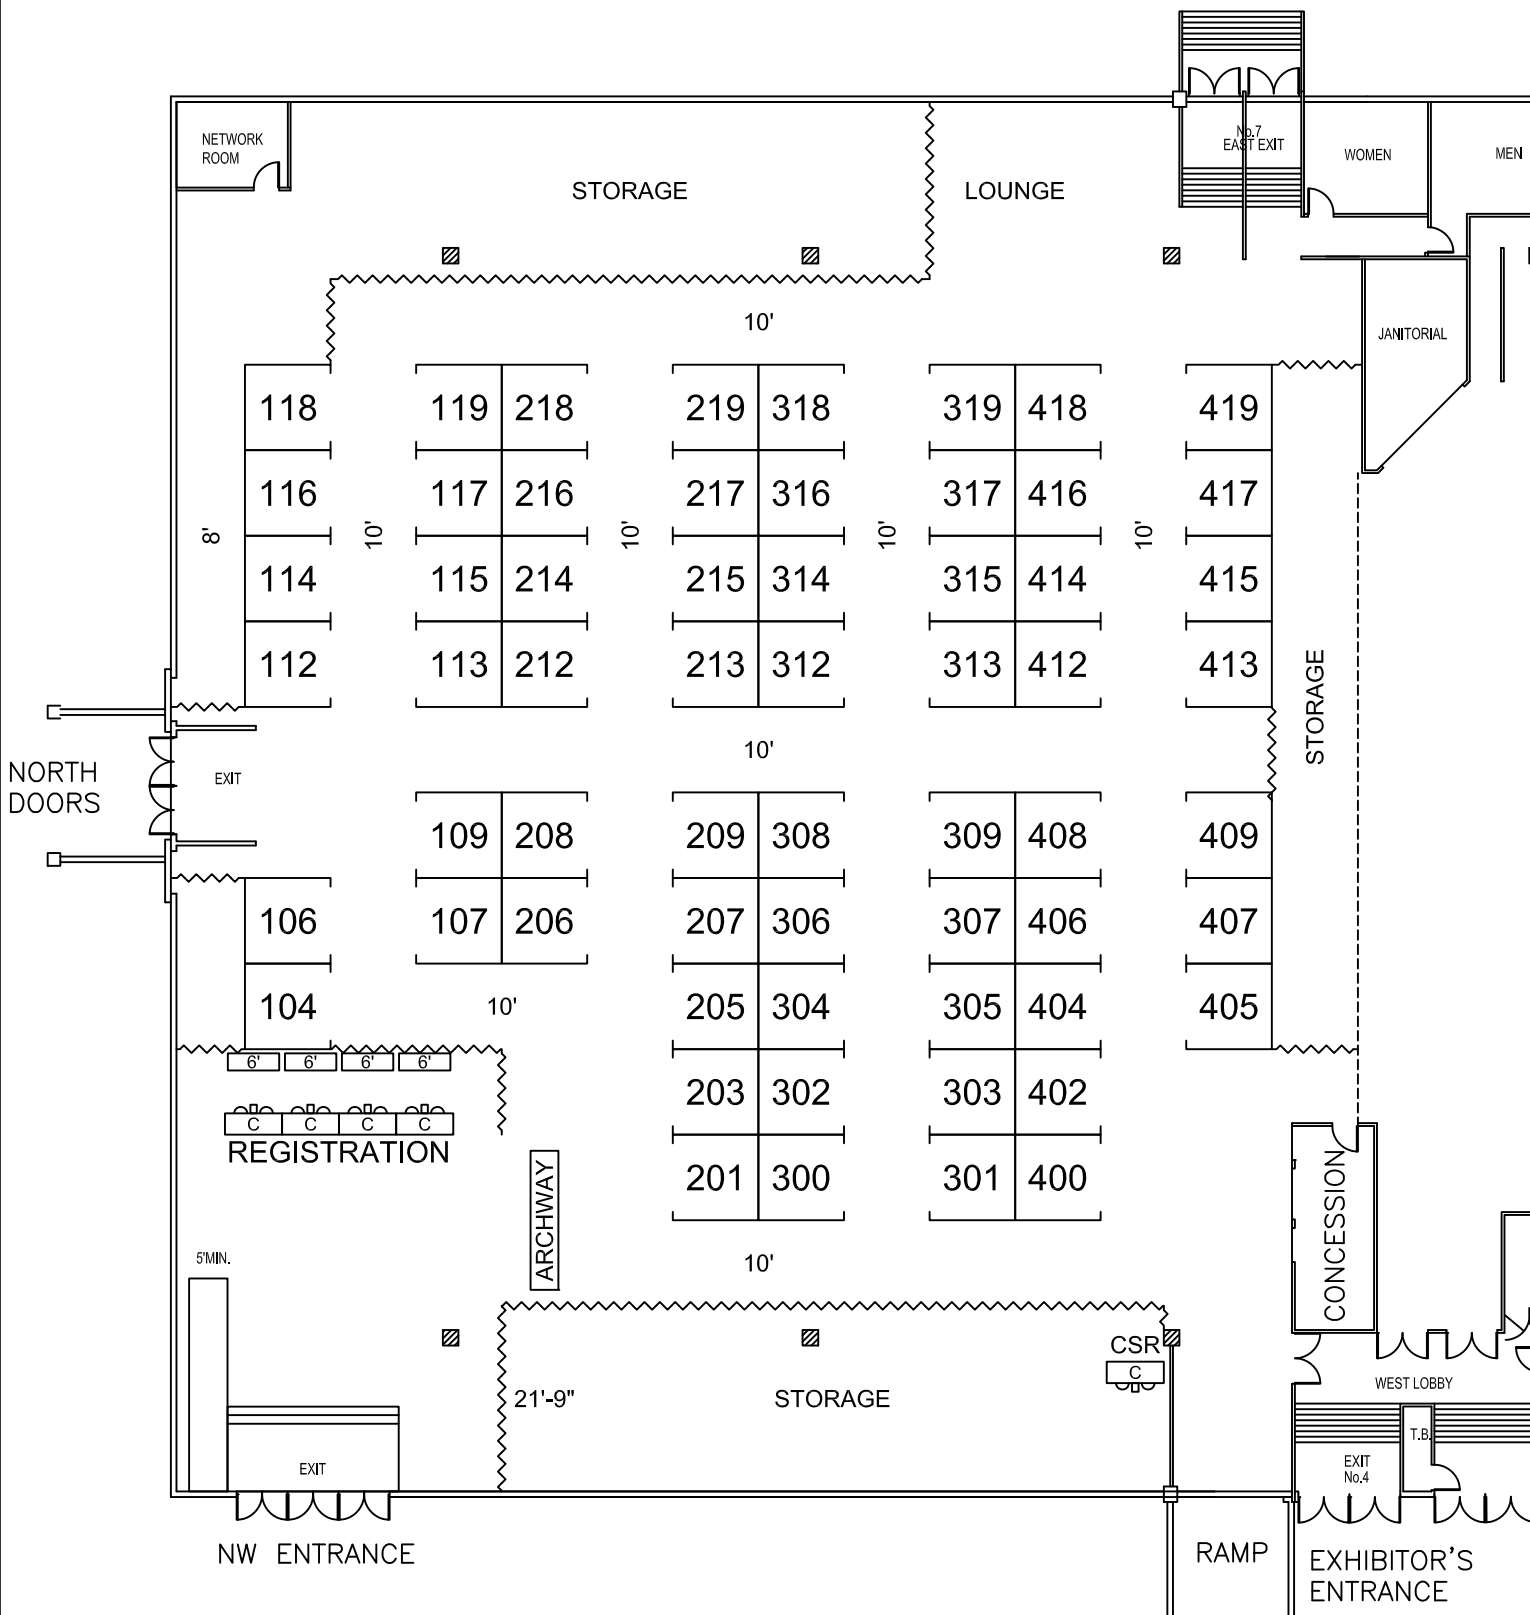 No.7
EAST EXIT
NETWORK
ROOM
WOMEN
MEN
STORAGE
LOUNGE
10'
JANITORIAL
118 119 218 219 318 319 418 419
116 117 216 217 316 317 416 417
8' 10' 10' 10' 10'
114 115 214 215 314 315 414 415
112 113 212 213 312 313 412 413
STORAGE
10'
NORTH
DOORS
EXIT
109 208 209 308 309 408 409
106 107 206 207 306 307 406 407
104 205 304 305 404 405
10'
6' 6' 6' 6'
203 302 303 402
C C C C
REGISTRATION
201 300 301 400
ARCHWAY
CONCESSION
5'MIN.
10'
CSR
C
WEST LOBBY
21'-9"
STORAGE
T.B.
EXIT
EXIT
No.4
NW ENTRANCE
RAMP
EXHIBITOR'S
ENTRANCE